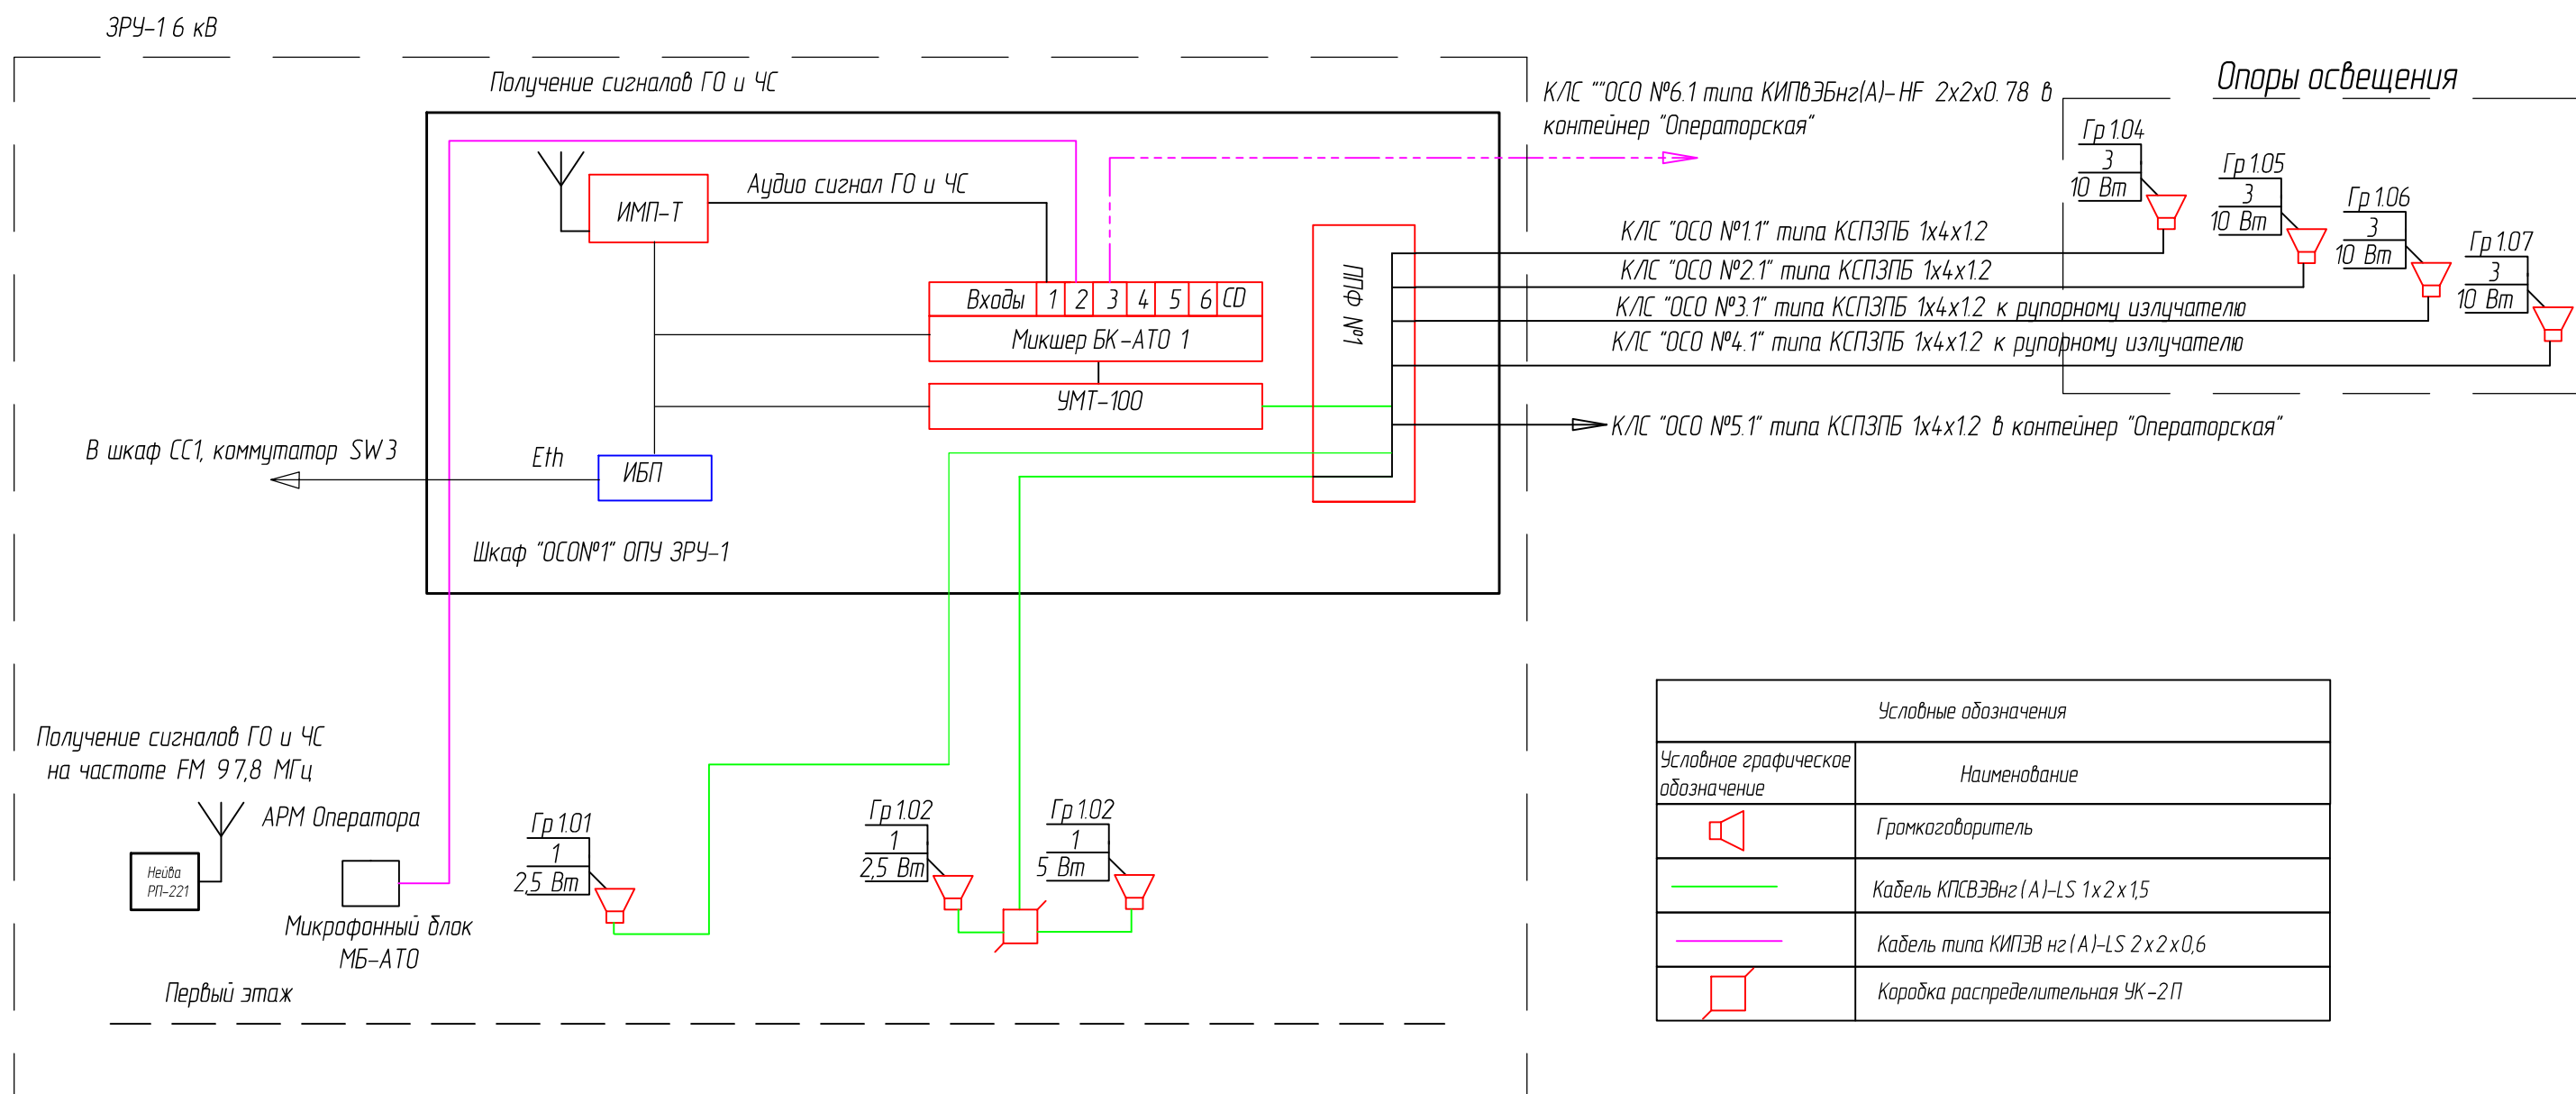 ЗРУ-1 6 кВ
Получение сигналов ГО и ЧС
КЛС ""ОСО №6.1 типа КИПвЭБнг(А)-HF 2х2х0.78 в
контейнер "Операторская"
Опоры освещения
Гр 1.04
3
10 Вт
Гр 1.05
3
10 Вт
Гр 1.06
3
10 Вт
Гр 1.07
3
10 Вт
ИМП-Т
Аудио сигнал ГО и ЧС
КЛС "ОСО №1.1" типа КСПЗПБ 1х4х1.2
КЛС "ОСО №2.1" типа КСПЗПБ 1х4х1.2
КЛС "ОСО №3.1" типа КСПЗПБ 1х4х1.2 к рупорному излучателю
КЛС "ОСО №4.1" типа КСПЗПБ 1х4х1.2 к рупорному излучателю
КЛС "ОСО №5.1" типа КСПЗПБ 1х4х1.2 в контейнер "Операторская"
Входы 1 2 3 4 5 6 CD
Микшер БК-АТО 1
УМТ-100
ППФ №1
В шкаф СС1, коммутатор SW3
Eth
ИБП
Шкаф "ОСО№1" ОПУ ЗРУ-1
Получение сигналов ГО и ЧС
на частоте FM 97,8 МГц
АРМ Оператора
Нейва
РП-221
Микрофонный блок
МБ-АТО
Гр 1.01
1
2,5 Вт
Гр 1.02
1
2,5 Вт
Гр 1.02
1
5 Вт
Первый этаж
Условные обозначения
Условное графическое
обозначение
Наименование
Громкоговоритель
Кабель КПСВЭВнг(А)-LS 1х2х1,5
Кабель типа КИПЭВ нг(А)-LS 2х2х0,6
Коробка распределительная УК-2П